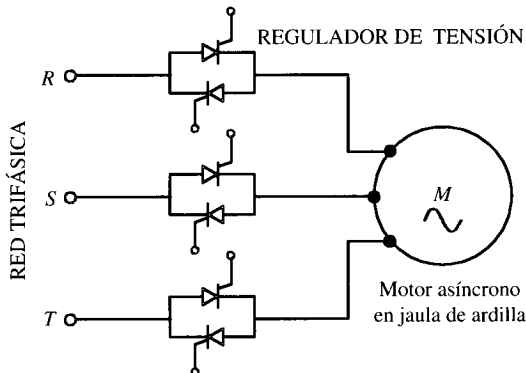 REGULADOR DE TENSIÓN
R
S
T
RED TRIFÁSICA
M
Motor asíncrono
en jaula de ardilla